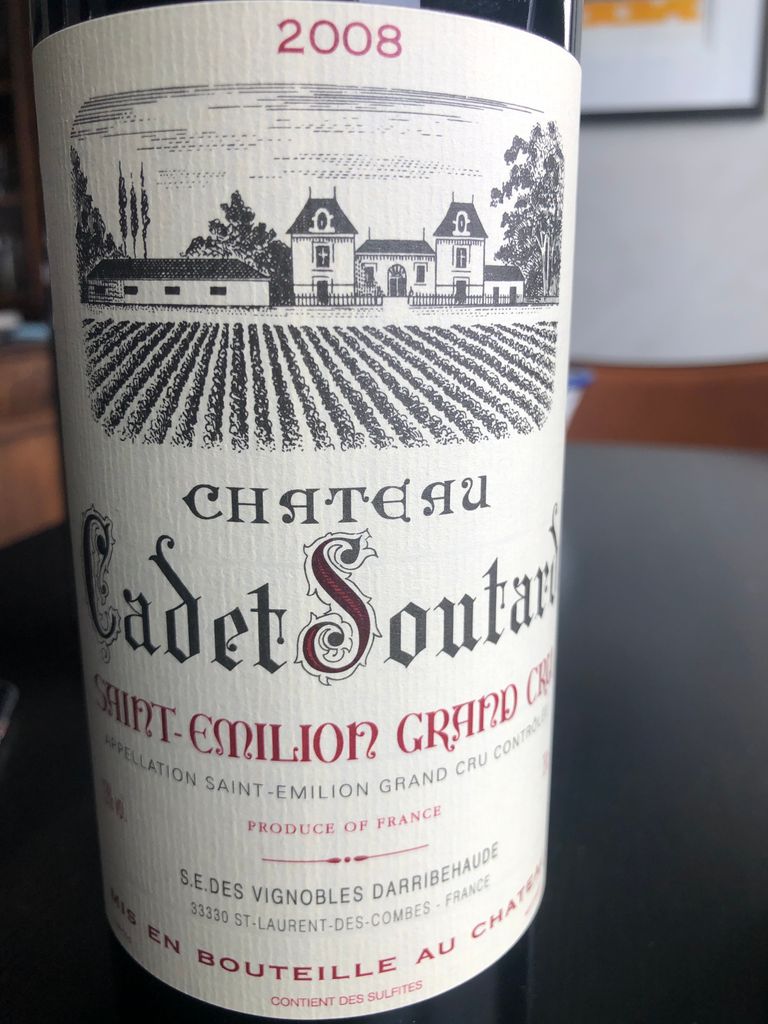 2008
CHATEAU
Cadet Soutard
SAINT-EMILION GRAND CRU
APPELLATION SAINT-EMILION GRAND CRU CONTRÔLÉE
PRODUCE OF FRANCE
S.E.DES VIGNOBLES DARRIBEHAUDE
33330 ST-LAURENT-DES-COMBES - FRANCE
MIS EN BOUTEILLE AU CHATEAU
CONTIENT DES SULFITES